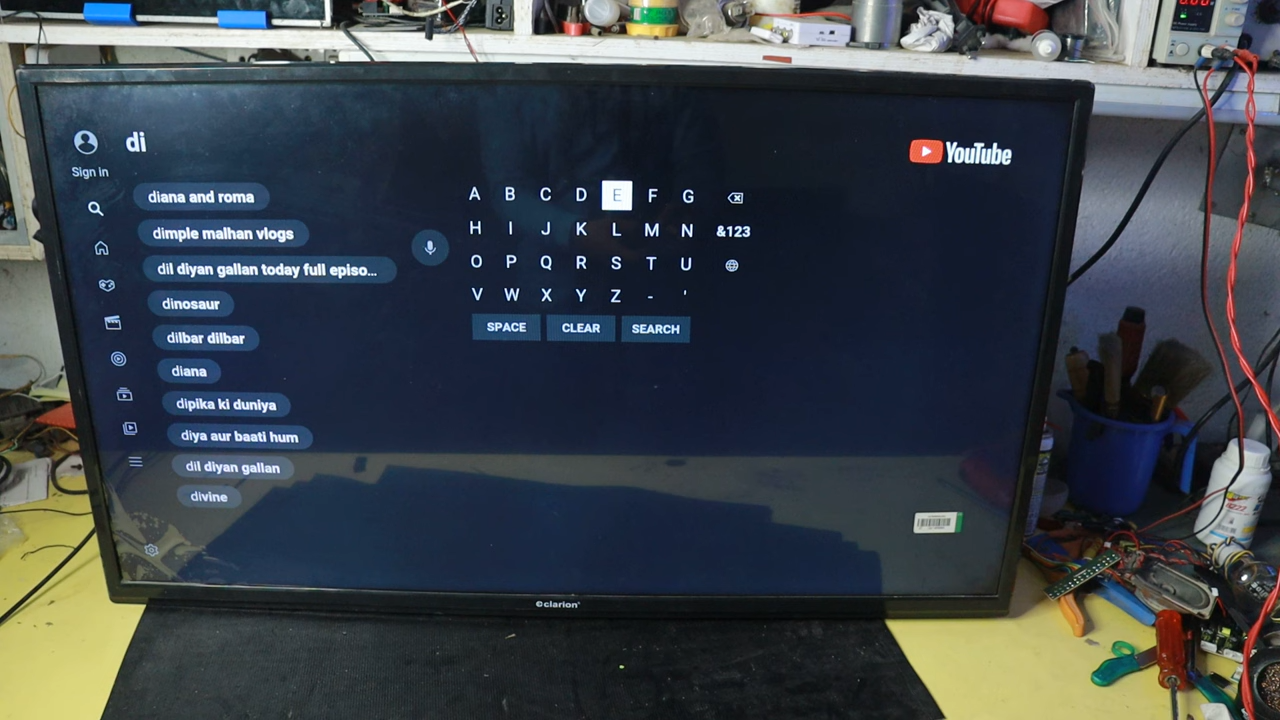 di
YouTube
Sign in
diana and roma
dimple malhan vlogs
dil diyan gallan today full episo...
dinosaur
dilbar dilbar
diana
dipika ki duniya
diya aur baati hum
dil diyan gallan
divine
A B C D E F G
H I J K L M N &123
O P Q R S T U
V W X Y Z - '
SPACE CLEAR SEARCH
clarion